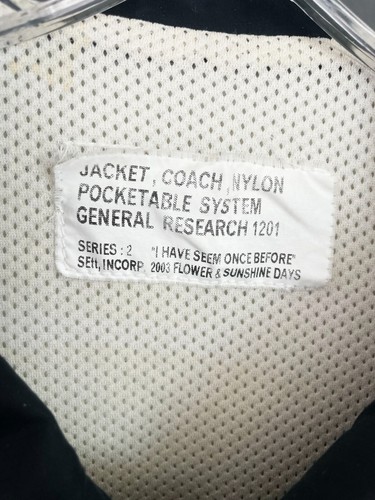 JACKET, COACH, NYLON
POCKETABLE SYSTEM
GENERAL RESEARCH 1201
SERIES : 2 "I HAVE SEEM ONCE BEFORE"
SEtt, INCORP. 2003 FLOWER & SUNSHINE DAYS